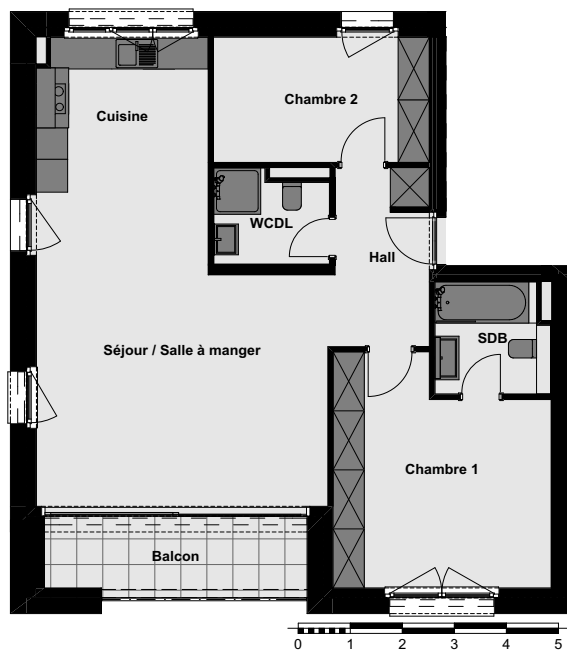 Cuisine
Chambre 2
WCDL
Hall
SDB
Séjour / Salle à manger
Chambre 1
Balcon
0 1 2 3 4 5